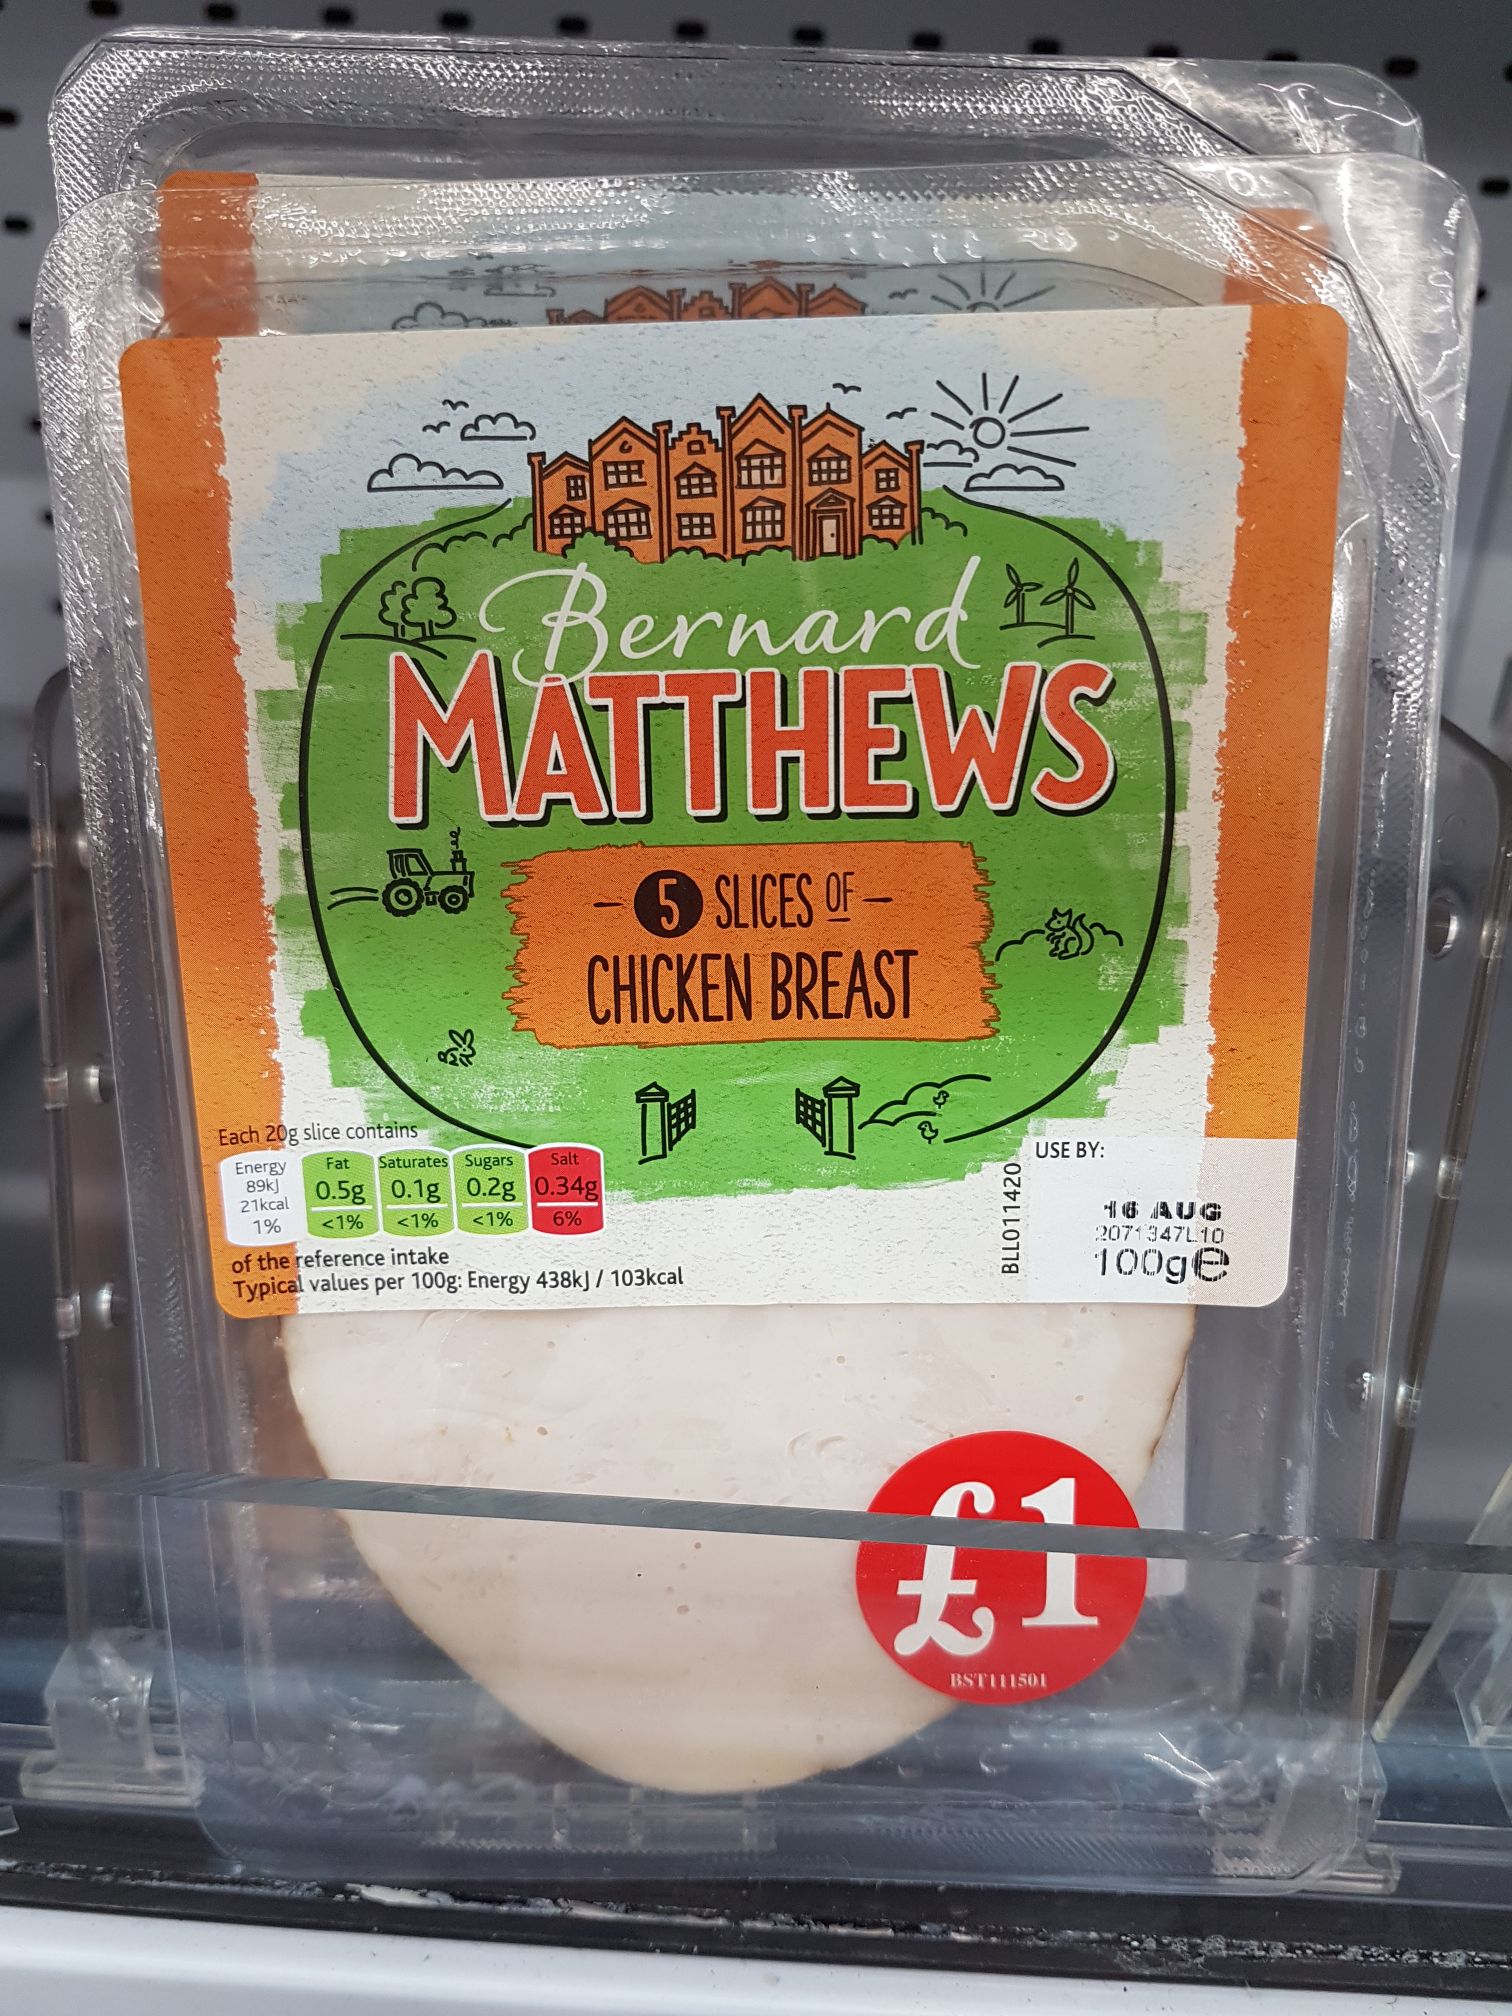 Bernard
MATTHEWS
- 5 SLICES OF -
CHICKEN BREAST
Each 20g slice contains
Energy
89kJ
21kcal
1%
Fat
0.5g
<1%
Saturates
0.1g
<1%
Sugars
0.2g
<1%
Salt
0.34g
6%
of the reference intake
Typical values per 100g: Energy 438kJ / 103kcal
BLL011420
USE BY:
16 AUG
2071347L10
100g℮
£1
BST111501